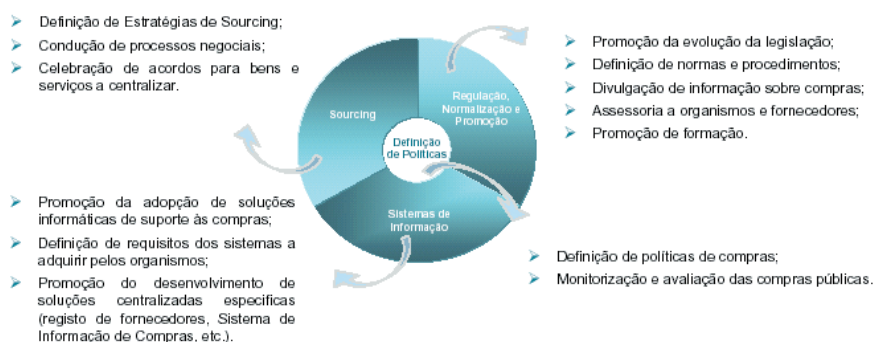 Definição de Estratégias de Sourcing;
Condução de processos negociais;
Celebração de acordos para bens e
serviços a centralizar.
Promoção da evolução da legislação;
Definição de normas e procedimentos;
Divulgação de informação sobre compras;
Assessoria a organismos e fornecedores;
Promoção de formação.
Sourcing
Regulação,
Normalização e
Promoção
Definição
de Políticas
Sistemas de
Informação
Promoção da adopção de soluções
informáticas de suporte às compras;
Definição de requisitos dos sistemas a
adquirir pelos organismos;
Promoção do desenvolvimento de
soluções centralizadas especificas
(registo de fornecedores, Sistema de
Informação de Compras, etc.).
Definição de políticas de compras;
Monitorização e avaliação das compras públicas.